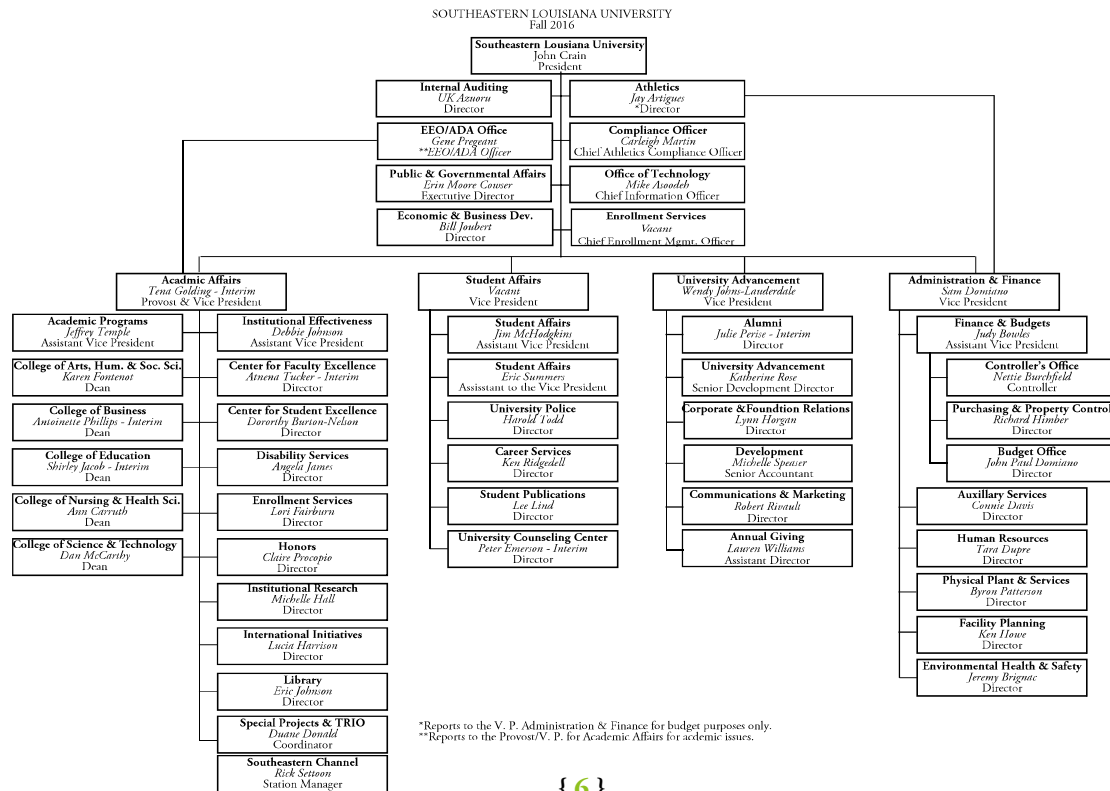 SOUTHEASTERN LOUISIANA UNIVERSITY
Fall 2016
Southeastern Lousiana University
John Crain
President
Internal Auditing
UK Azuoru
Director
Athletics
Jay Artigues
*Director
EEO/ADA Office
Gene Pregeant
**EEO/ADA Officer
Compliance Officer
Carleigh Martin
Chief Athletics Compliance Officer
Public & Governmental Affairs
Erin Moore Cowser
Exectutive Director
Office of Technology
Mike Asoodeh
Chief Information Officer
Economic & Business Dev.
Bill Joubert
Director
Enrollment Services
Vacant
Chief Enrollment Mgmt. Officer
Acadmic Affairs
Tena Golding - Interim
Provost & Vice President
Academic Programs
Jeffrey Temple
Assistant Vice President
College of Arts, Hum. & Soc. Sci.
Karen Fontenot
Dean
College of Business
Antoinette Phillips - Interim
Dean
College of Education
Shirley Jacob - Interim
Dean
College of Nursing & Health Sci.
Ann Carruth
Dean
College of Science & Technology
Dan McCarthy
Dean
Institutional Effectiveness
Debbie Johnson
Assistant Vice President
Center for Faculty Excellence
Atnena Tucker - Interim
Director
Center for Student Excellence
Dororthy Burton-Nelson
Director
Disability Services
Angela James
Director
Enrollment Services
Lori Fairburn
Director
Honors
Claire Procopio
Director
Institutional Research
Michelle Hall
Director
International Initiatives
Lucia Harrison
Director
Library
Eric Johnson
Director
Special Projects & TRIO
Duane Donald
Coordinator
Southeastern Channel
Rick Settoon
Station Manager
Student Affairs
Vacant
Vice President
Student Affairs
Jim McHodgkins
Assistant Vice President
Student Affairs
Eric Summers
Assistant to the Vice President
University Police
Harold Todd
Director
Career Services
Ken Ridgedell
Director
Student Publications
Lee Lind
Director
University Counseling Center
Peter Emerson - Interim
Director
University Advancement
Wendy Johns-Lauderdale
Vice President
Alumni
Julie Perise - Interim
Director
University Advancement
Katherine Rose
Senior Development Director
Corporate &Foundtion Relations
Lynn Horgan
Director
Development
Michelle Speaser
Senior Accountant
Communications & Marketing
Robert Rivault
Director
Annual Giving
Lauren Williams
Assistant Director
Administration & Finance
Sam Domiano
Vice President
Finance & Budgets
Judy Bowles
Assistant Vice President
Controller's Office
Nettie Burchfield
Controller
Purchasing & Property Control
Richard Himber
Director
Budget Office
John Paul Domiano
Director
Auxillary Services
Connie Davis
Director
Human Resources
Tara Dupre
Director
Physical Plant & Services
Byron Patterson
Director
Facility Planning
Ken Howe
Director
Environmental Health & Safety
Jeremy Brignac
Director
*Reports to the V. P. Administration & Finance for budget purposes only.
**Reports to the Provost/V. P. for Academic Affairs for acdemic issues.
{ 6 }